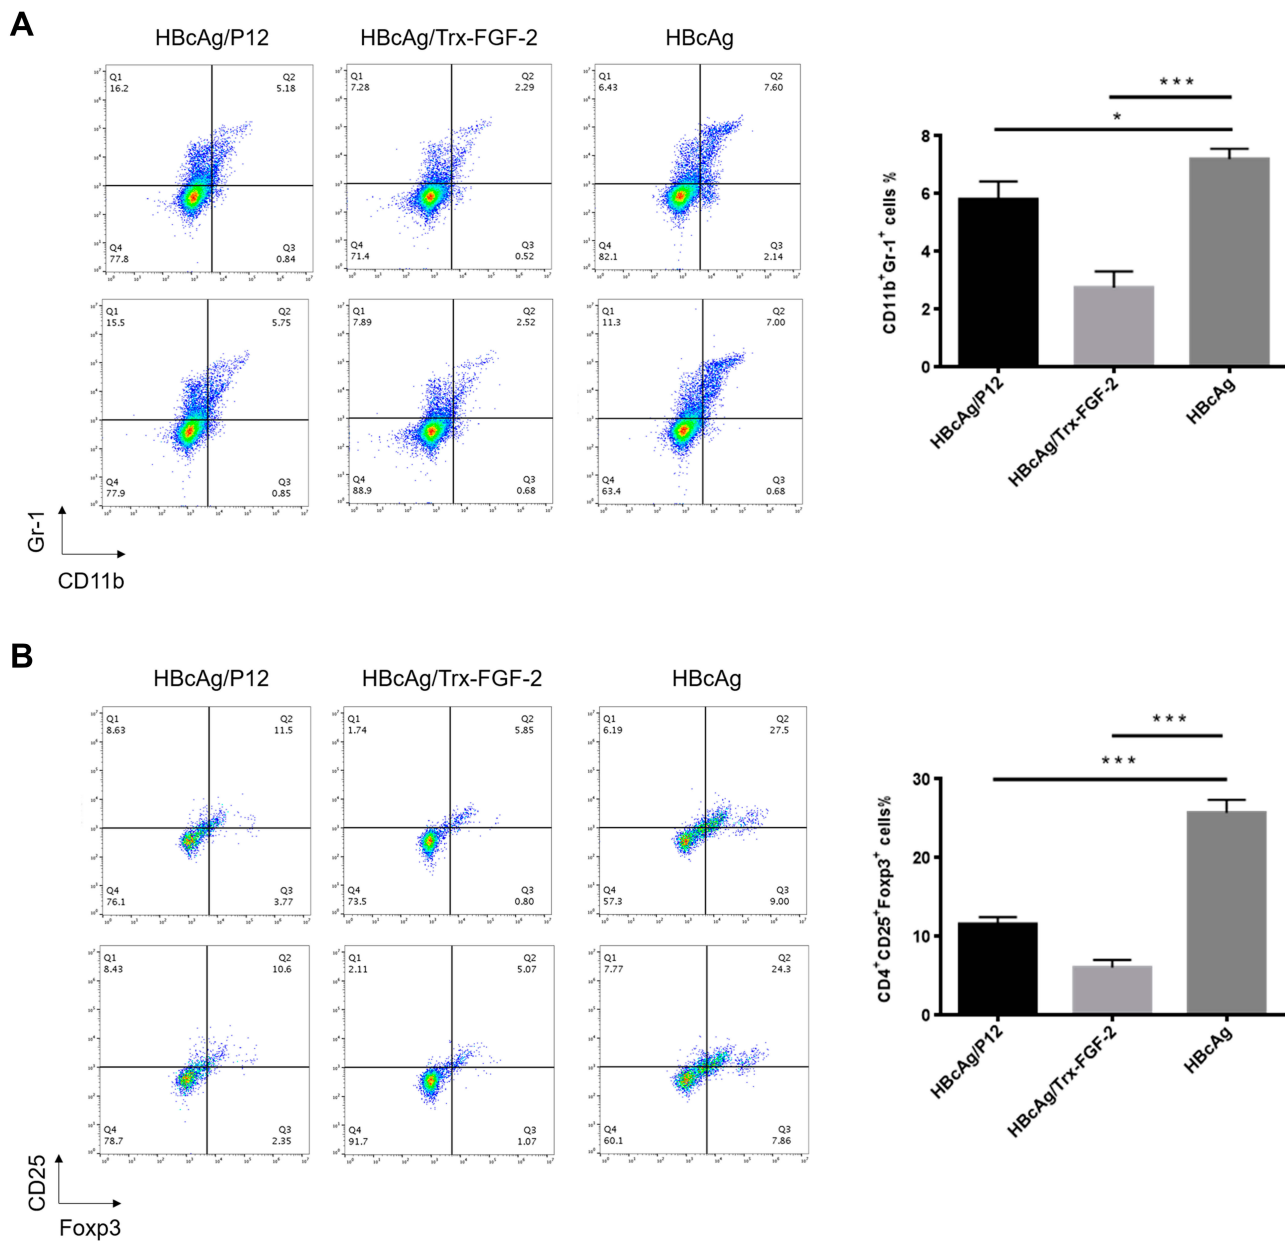 A
HBcAg/P12 HBcAg/Trx-FGF-2 HBcAg
Q1 Q2 Q1 Q2 Q1 Q2
16.2 5.18 7.28 2.29 6.43 7.60
Q4 Q3 Q4 Q3 Q4 Q3
77.8 0.84 71.4 0.52 82.1 2.14
Q1 Q2 Q1 Q2 Q1 Q2
15.5 5.75 7.89 2.52 11.3 7.00
Q4 Q3 Q4 Q3 Q4 Q3
77.9 0.85 88.9 0.68 63.4 0.68
Gr-1
CD11b
***
*
8
6
4
2
0
CD11b⁺Gr-1⁺ cells %
HBcAg/P12
HBcAg/Trx-FGF-2
HBcAg
B
HBcAg/P12 HBcAg/Trx-FGF-2 HBcAg
Q1 Q2 Q1 Q2 Q1 Q2
8.63 11.5 1.74 5.85 6.19 27.5
Q4 Q3 Q4 Q3 Q4 Q3
76.1 3.77 73.5 0.80 57.3 9.00
Q1 Q2 Q1 Q2 Q1 Q2
8.43 10.6 2.11 5.07 7.77 24.3
Q4 Q3 Q4 Q3 Q4 Q3
78.7 2.35 91.7 1.07 60.1 7.86
CD25
Foxp3
***
***
30
20
10
0
CD4⁺CD25⁺Foxp3⁺ cells%
HBcAg/P12
HBcAg/Trx-FGF-2
HBcAg